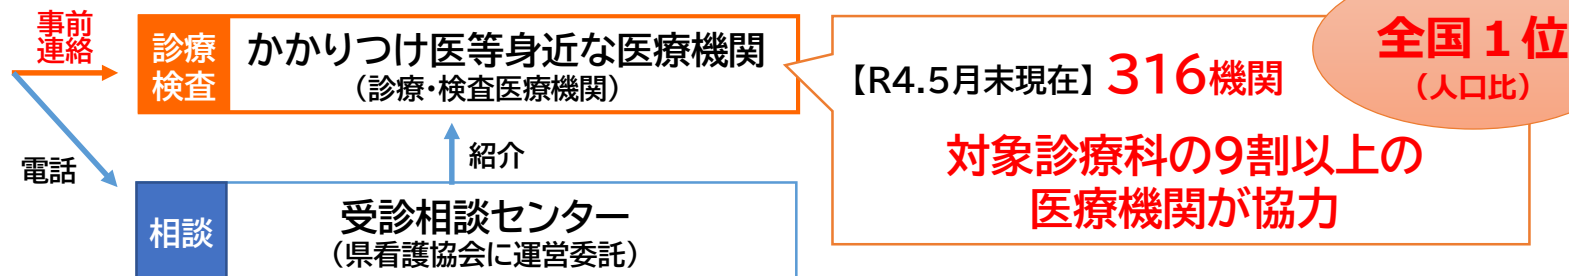 事前
連絡
診療
検査
かかりつけ医等身近な医療機関
（診療・検査医療機関）
【R4.5月末現在】316機関
全国１位
（人口比）
対象診療科の9割以上の
医療機関が協力
電話
紹介
相談
受診相談センター
（県看護協会に運営委託）